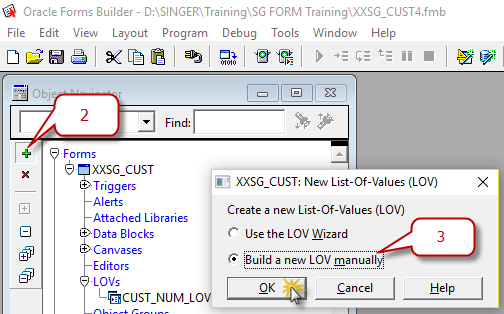 Oracle Forms Builder - D:\SINGER\Training\SG FORM Training\XXSG_CUST4.fmb
File Edit View Layout Program Debug Tools Window Help
Object Navigator
2
Find:
Forms
XXSG_CUST
Triggers
Alerts
Attached Libraries
Data Blocks
Canvases
Editors
LOVs
CUST_NUM_LOV
Object Groups
XXSG_CUST: New List-Of-Values (LOV)
Create a new List-Of-Values (LOV)
Use the LOV Wizard
3
Build a new LOV manually
OK Cancel Help